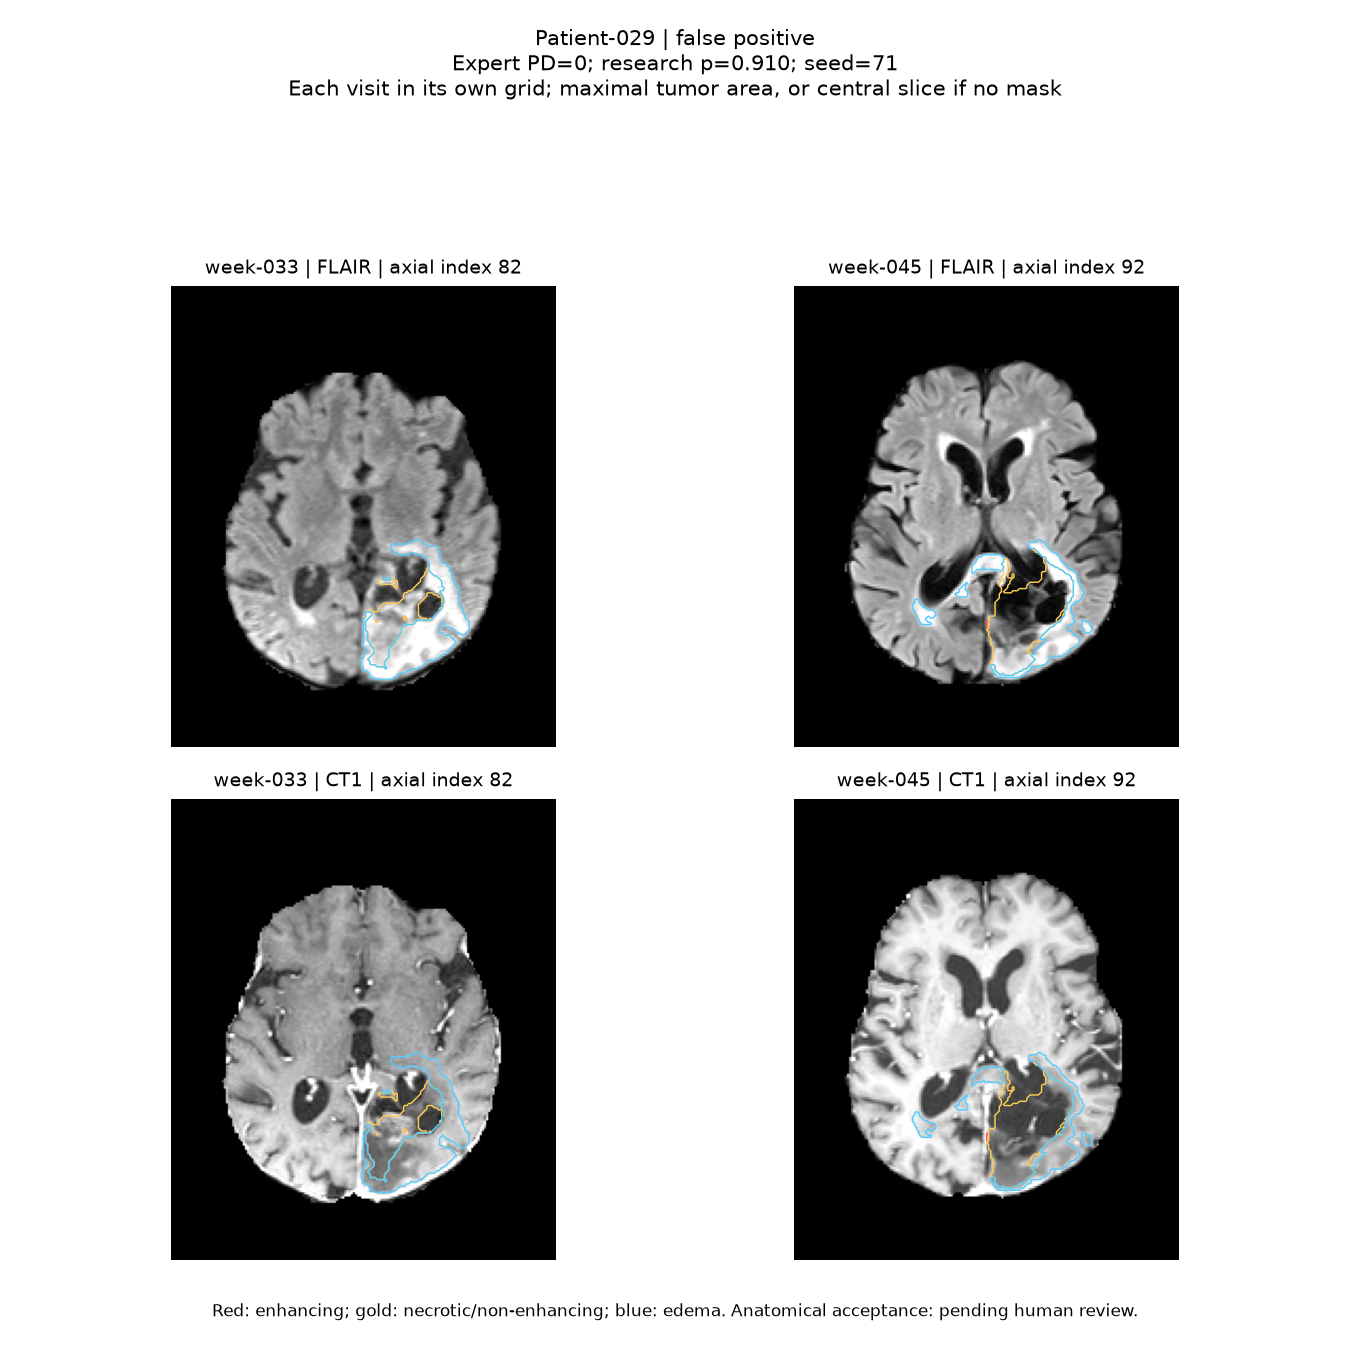 Patient-029 | false positive
Expert PD=0; research p=0.910; seed=71
Each visit in its own grid; maximal tumor area, or central slice if no mask
week-033 | FLAIR | axial index 82
week-045 | FLAIR | axial index 92
week-033 | CT1 | axial index 82
week-045 | CT1 | axial index 92
Red: enhancing; gold: necrotic/non-enhancing; blue: edema. Anatomical acceptance: pending human review.